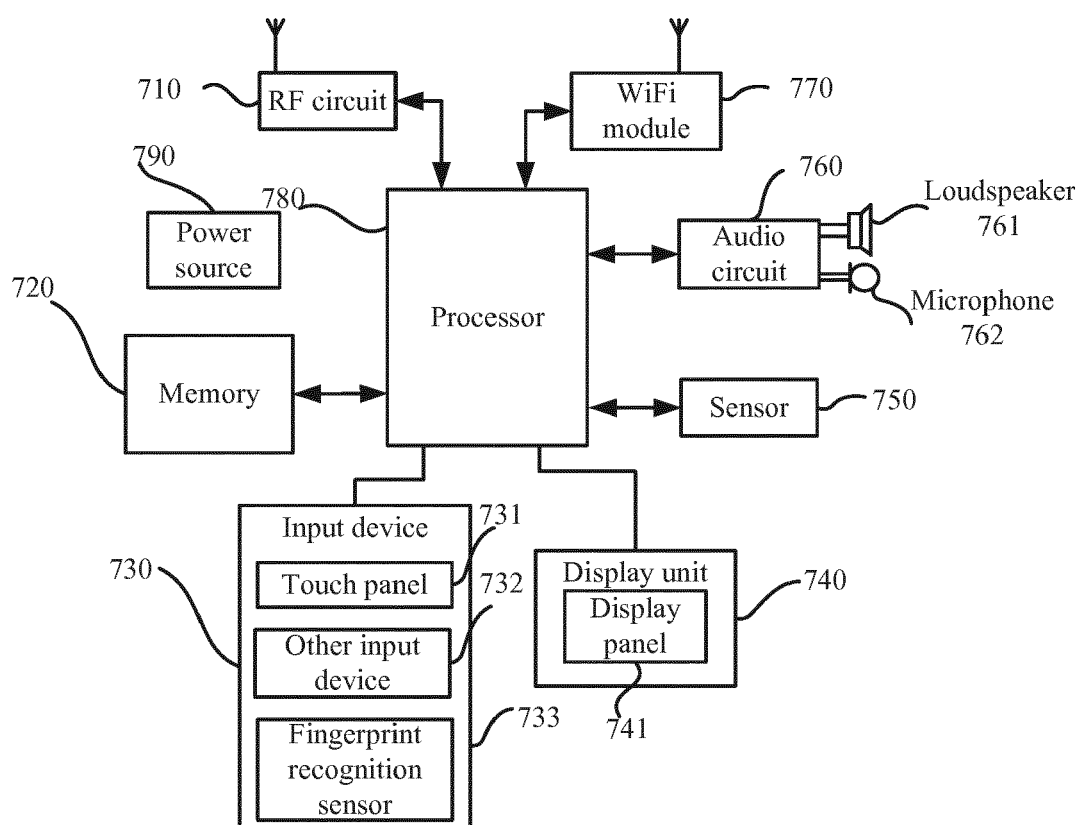 710
RF circuit
WiFi
module
770
790
780
760
Loudspeaker
761
Power
source
Audio
circuit
720
Processor
Microphone
762
Memory
Sensor
750
Input device
731
730
Touch panel
732
Display unit
740
Display
panel
Other input
device
733
741
Fingerprint
recognition
sensor